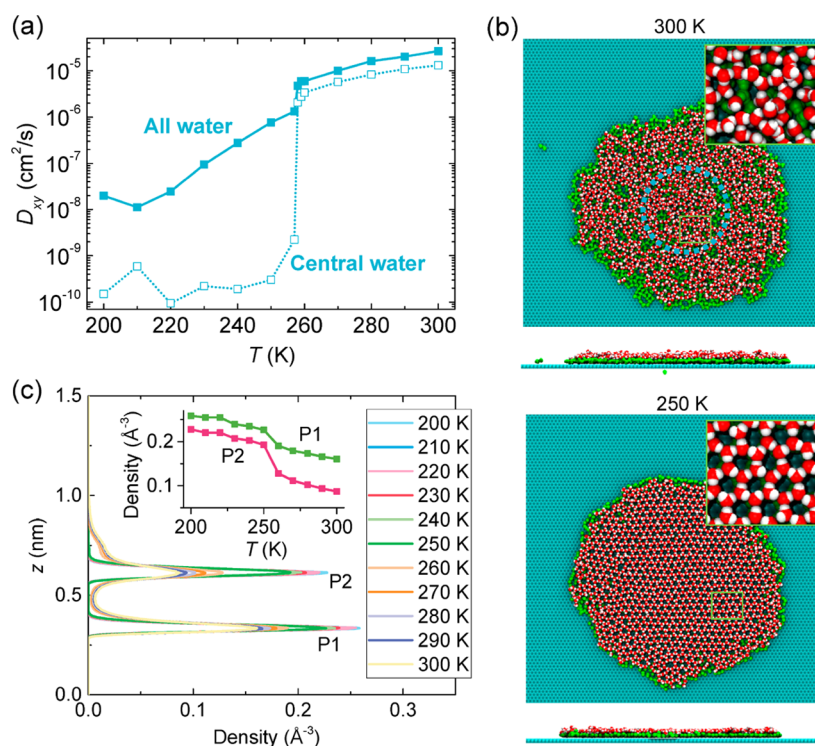 (a)
10⁻⁵
10⁻⁶
10⁻⁷
10⁻⁸
10⁻⁹
10⁻¹⁰
D_xy (cm²/s)
All water
Central water
200 220 240 260 280 300
T (K)
(b)
300 K
250 K
(c)
1.5
1.0
0.5
0.0
z (nm)
Density (Å⁻³)
0.2
0.1
P1
P2
200 225 250 275 300
T (K)
P2
P1
200 K
210 K
220 K
230 K
240 K
250 K
260 K
270 K
280 K
290 K
300 K
0.0 0.1 0.2 0.3
Density (Å⁻³)